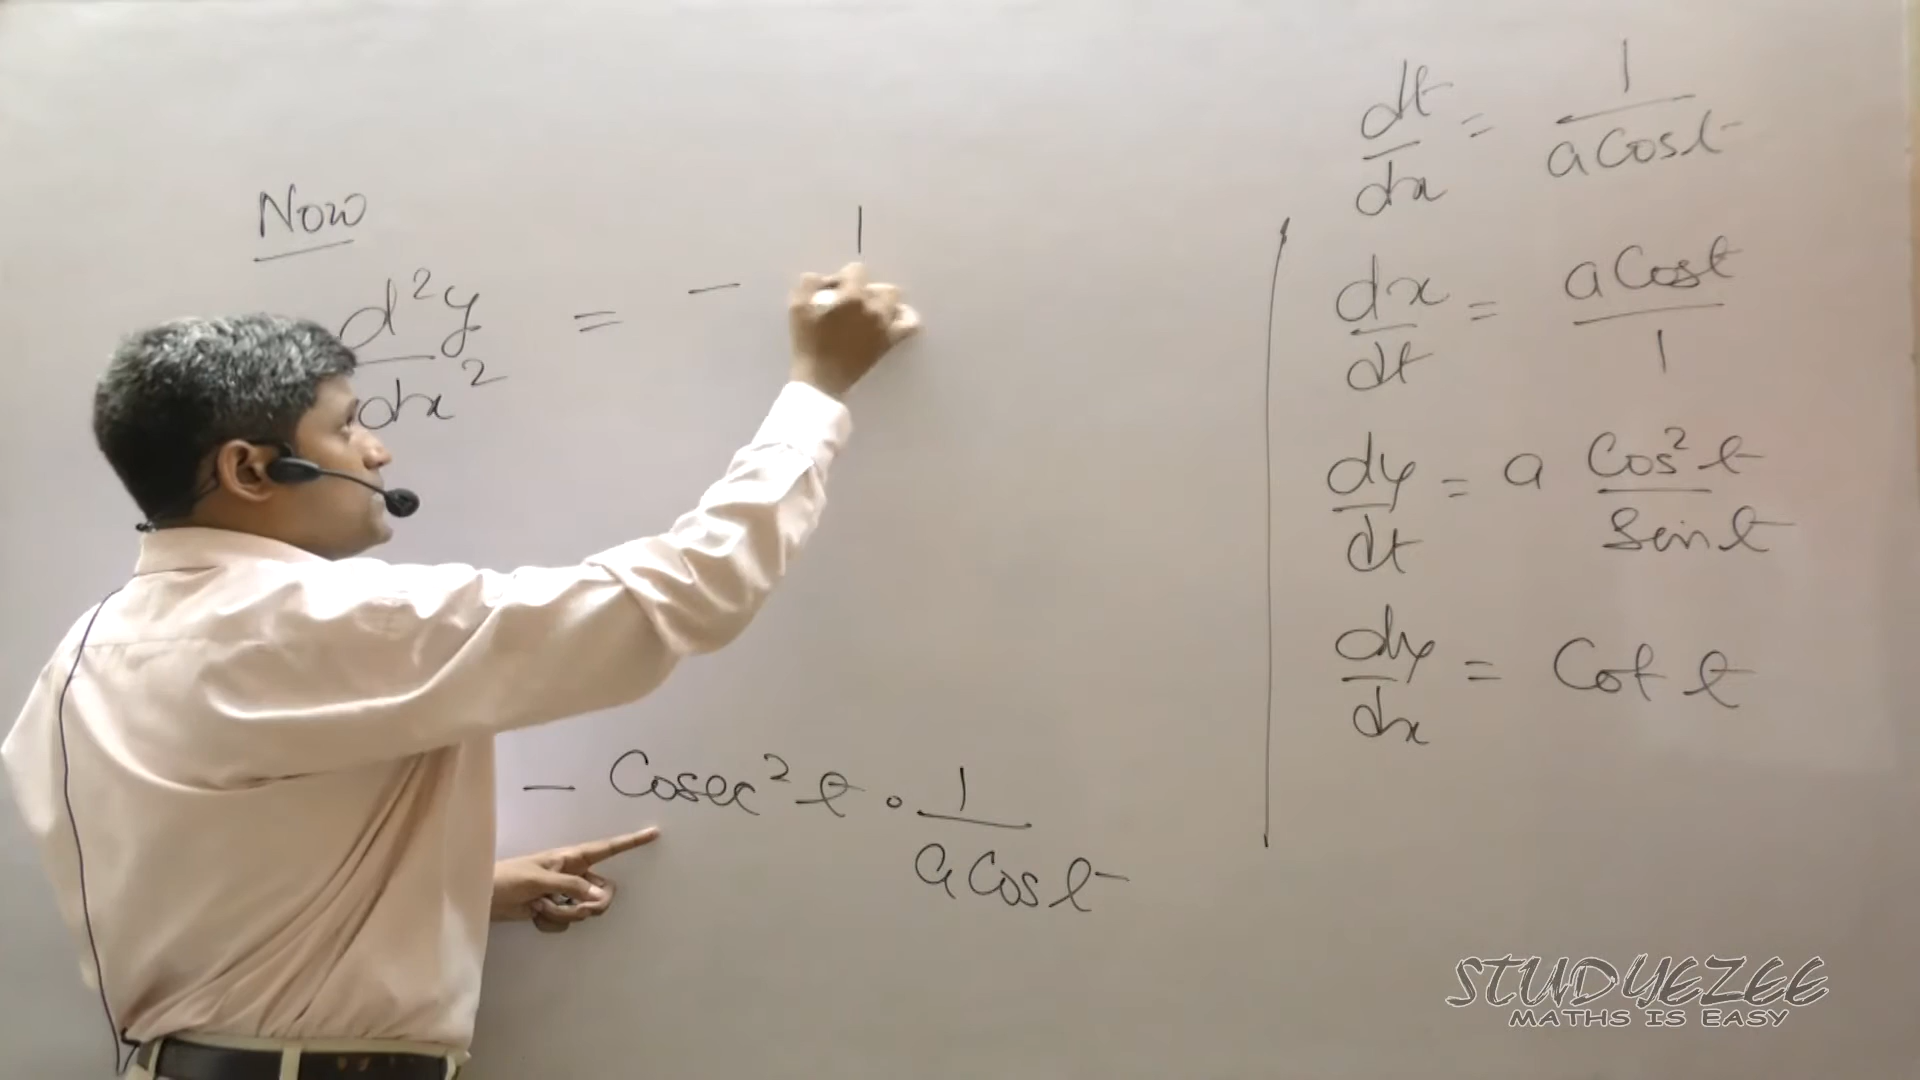 Now
d²y/dx² = - 1
- Cosec² t · 1/(a Cos t)
dt/dx = 1/(a Cos t)
dx/dt = a Cos t/1
dy/dt = a Cos² t/Sin t
dy/dx = Cot t
STUDYEZEE
MATHS IS EASY